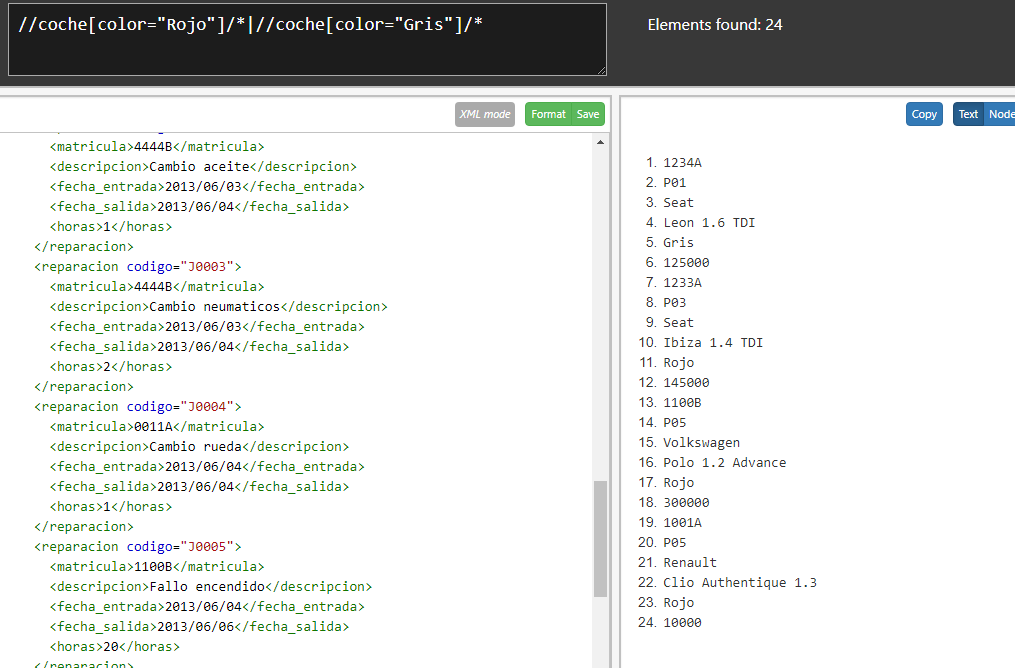 //coche[color="Rojo"]/*|//coche[color="Gris"]/*
Elements found: 24
XML mode
Format
Save
<matricula>4444B</matricula>
<descripcion>Cambio aceite</descripcion>
<fecha_entrada>2013/06/03</fecha_entrada>
<fecha_salida>2013/06/04</fecha_salida>
<horas>1</horas>
</reparacion>
<reparacion codigo="J0003">
<matricula>4444B</matricula>
<descripcion>Cambio neumaticos</descripcion>
<fecha_entrada>2013/06/03</fecha_entrada>
<fecha_salida>2013/06/04</fecha_salida>
<horas>2</horas>
</reparacion>
<reparacion codigo="J0004">
<matricula>0011A</matricula>
<descripcion>Cambio rueda</descripcion>
<fecha_entrada>2013/06/04</fecha_entrada>
<fecha_salida>2013/06/04</fecha_salida>
<horas>1</horas>
</reparacion>
<reparacion codigo="J0005">
<matricula>1100B</matricula>
<descripcion>Fallo encendido</descripcion>
<fecha_entrada>2013/06/04</fecha_entrada>
<fecha_salida>2013/06/06</fecha_salida>
<horas>20</horas>
</reparacion>
Copy
Text
Node
1. 1234A
2. P01
3. Seat
4. Leon 1.6 TDI
5. Gris
6. 125000
7. 1233A
8. P03
9. Seat
10. Ibiza 1.4 TDI
11. Rojo
12. 145000
13. 1100B
14. P05
15. Volkswagen
16. Polo 1.2 Advance
17. Rojo
18. 300000
19. 1001A
20. P05
21. Renault
22. Clio Authentique 1.3
23. Rojo
24. 10000